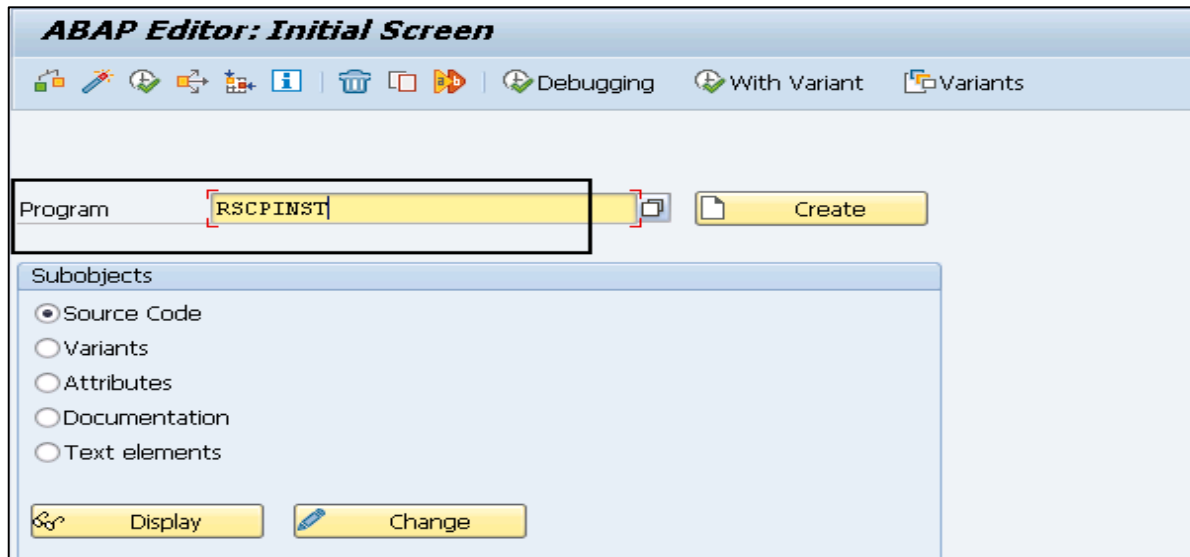 ABAP Editor: Initial Screen
Debugging With Variant Variants
Program RSCPINST Create
Subobjects
Source Code
Variants
Attributes
Documentation
Text elements
Display Change